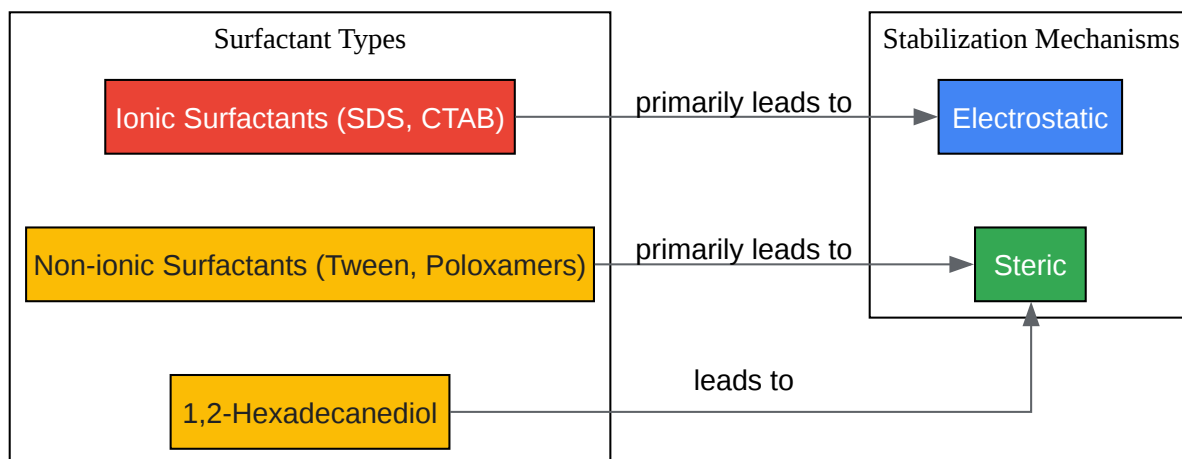 Surfactant Types
Stabilization Mechanisms
Ionic Surfactants (SDS, CTAB)
primarily leads to
Electrostatic
Non-ionic Surfactants (Tween, Poloxamers)
primarily leads to
Steric
1,2-Hexadecanediol
leads to